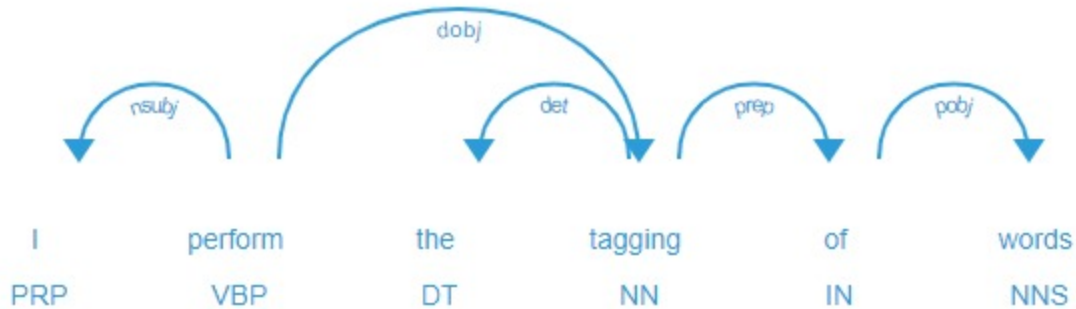 dobj
nsubj det prep pobj
I perform the tagging of words
PRP VBP DT NN IN NNS